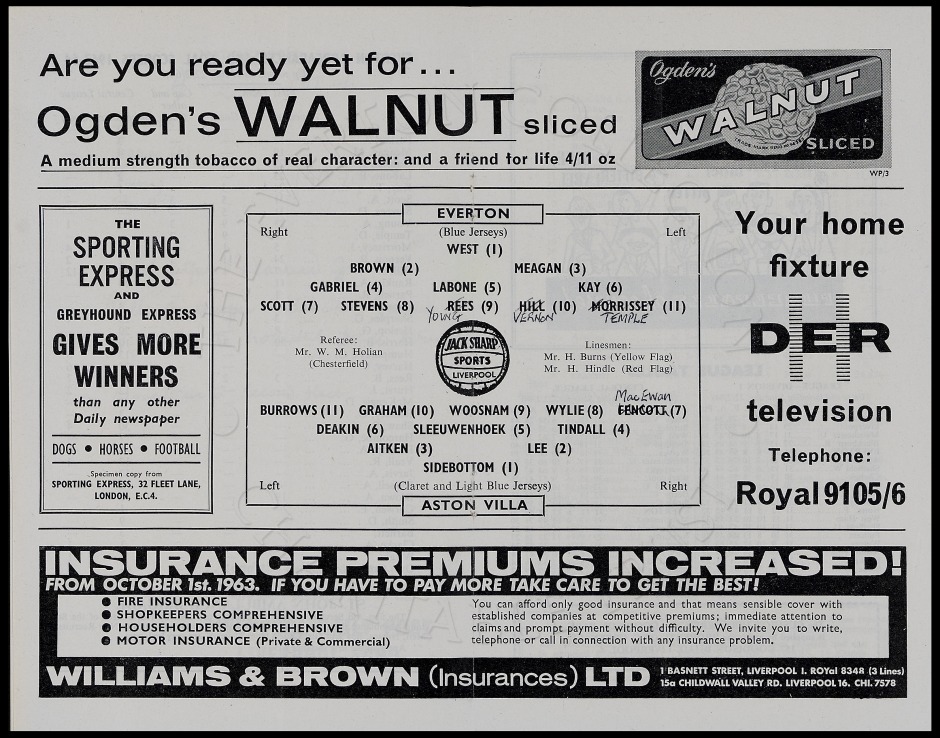 Are you ready yet for...
Ogden's WALNUT sliced
A medium strength tobacco of real character: and a friend for life 4/11 oz
Ogden's
WALNUT
SLICED
WP/3
THE
SPORTING
EXPRESS
AND
GREYHOUND EXPRESS
GIVES MORE
WINNERS
than any other
Daily newspaper
DOGS • HORSES • FOOTBALL
Specimen copy from
SPORTING EXPRESS, 32 FLEET LANE,
LONDON, E.C.4.
EVERTON
Right (Blue Jerseys) Left
WEST (1)
BROWN (2) MEAGAN (3)
GABRIEL (4) LABONE (5) KAY (6)
SCOTT (7) STEVENS (8) REES (9) HILL (10) MORRISSEY (11)
YOUNG VERNON TEMPLE
Referee:
Mr. W. M. Holian
(Chesterfield)
JACK SHARP
SPORTS
LIVERPOOL
Linesmen:
Mr. H. Burns (Yellow Flag)
Mr. H. Hindle (Red Flag)
MacEwan
BURROWS (11) GRAHAM (10) WOOSNAM (9) WYLIE (8) (7)
DEAKIN (6) SLEEUWENHOEK (5) TINDALL (4)
AITKEN (3) LEE (2)
SIDEBOTTOM (1)
Left (Claret and Light Blue Jerseys) Right
ASTON VILLA
Your home
fixture
DER
television
Telephone:
Royal 9105/6
INSURANCE PREMIUMS INCREASED!
FROM OCTOBER 1st. 1963. IF YOU HAVE TO PAY MORE TAKE CARE TO GET THE BEST!
● FIRE INSURANCE
● SHOPKEEPERS COMPREHENSIVE
● HOUSEHOLDERS COMPREHENSIVE
● MOTOR INSURANCE (Private & Commercial)
You can afford only good insurance and that means sensible cover with
established companies at competitive premiums; immediate attention to
claims and prompt payment without difficulty. We invite you to write,
telephone or call in connection with any insurance problem.
WILLIAMS & BROWN (Insurances) LTD
1 BASNETT STREET, LIVERPOOL 1. ROYal 8348 (3 Lines)
15a CHILDWALL VALLEY RD. LIVERPOOL 16. CHI. 7578